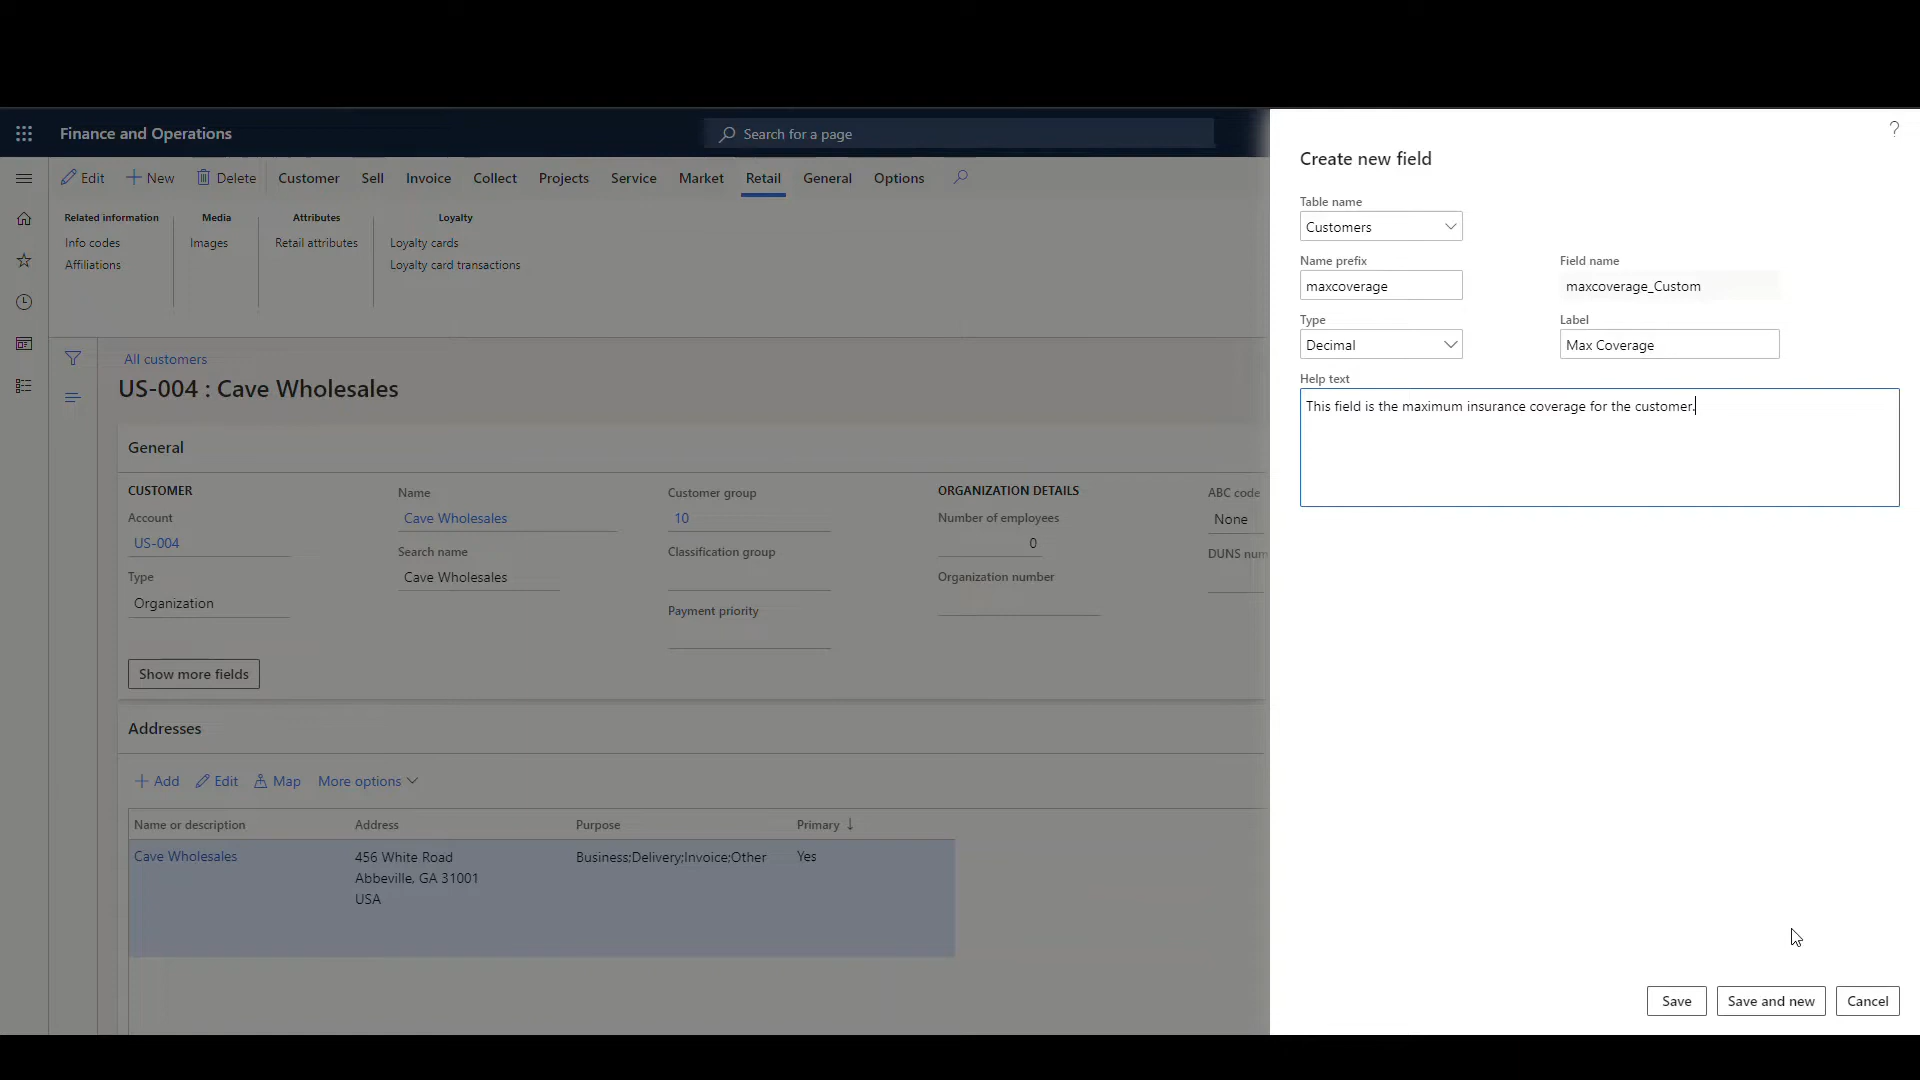 Finance and Operations
Search for a page
?
Edit
New
Delete
Customer
Sell
Invoice
Collect
Projects
Service
Market
Retail
General
Options
Related information
Info codes
Affiliations
Media
Images
Attributes
Retail attributes
Loyalty
Loyalty cards
Loyalty card transactions
All customers
US-004 : Cave Wholesales
General
CUSTOMER
Account
US-004
Type
Organization
Name
Cave Wholesales
Search name
Cave Wholesales
Customer group
10
Classification group
Payment priority
ORGANIZATION DETAILS
Number of employees
0
Organization number
ABC code
None
DUNS num
Show more fields
Addresses
Add
Edit
Map
More options
Name or description
Address
Purpose
Primary
Cave Wholesales
456 White Road
Abbeville, GA 31001
USA
Business;Delivery;Invoice;Other
Yes
Create new field
Table name
Customers
Name prefix
maxcoverage
Field name
maxcoverage_Custom
Type
Decimal
Label
Max Coverage
Help text
This field is the maximum insurance coverage for the customer.
Save
Save and new
Cancel